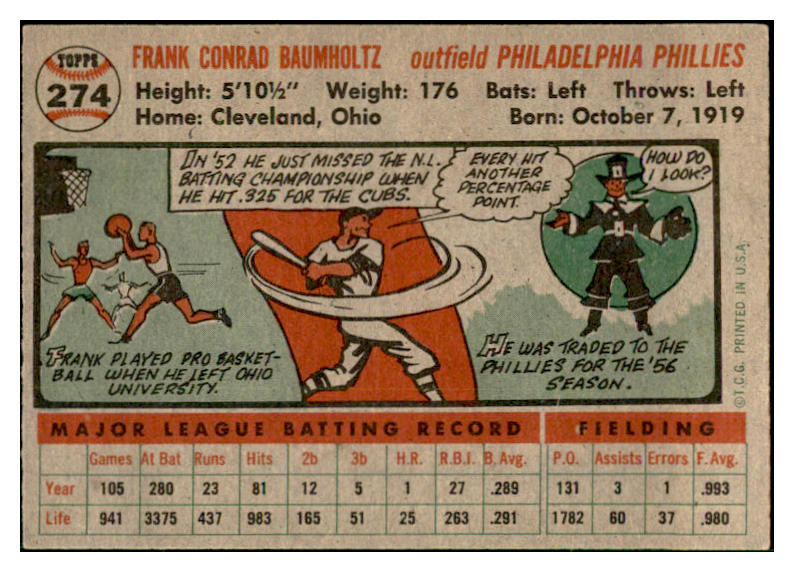 TOPPS
274
FRANK CONRAD BAUMHOLTZ outfield PHILADELPHIA PHILLIES
Height: 5'10½" Weight: 176 Bats: Left Throws: Left
Home: Cleveland, Ohio Born: October 7, 1919
IN '52 HE JUST MISSED THE N.L.
BATTING CHAMPIONSHIP WHEN
HE HIT .325 FOR THE CUBS.
EVERY HIT
ANOTHER
PERCENTAGE
POINT.
HOW DO
I LOOK?
FRANK PLAYED PRO BASKET-
BALL WHEN HE LEFT OHIO
UNIVERSITY.
HE WAS TRADED TO THE
PHILLIES FOR THE '56
SEASON.
©T.C.G. PRINTED IN U.S.A.
MAJOR LEAGUE BATTING RECORD FIELDING
Games At Bat Runs Hits 2b 3b H.R. R.B.I. B. Avg. P.O. Assists Errors F. Avg.
Year 105 280 23 81 12 5 1 27 .289 131 3 1 .993
Life 941 3375 437 983 165 51 25 263 .291 1782 60 37 .980